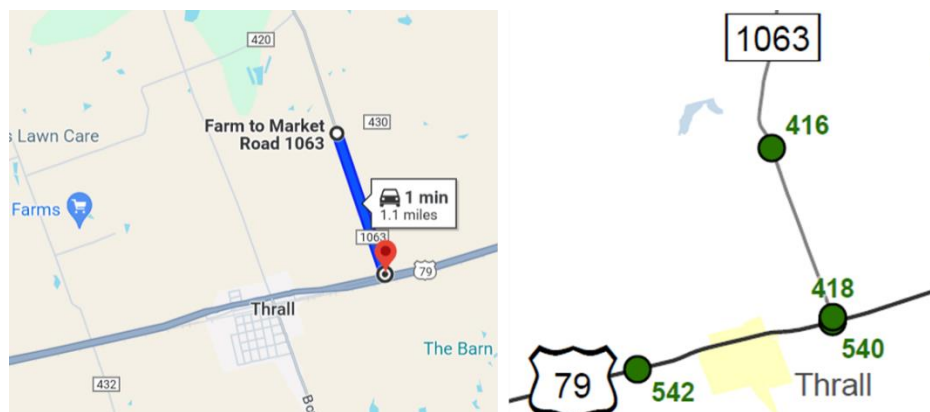 420
Farm to Market
Road 1063
430
s Lawn Care
1 min
1.1 miles
Farms
1063
79
Thrall
The Barn
432
1063
416
418
540
79
542
Thrall